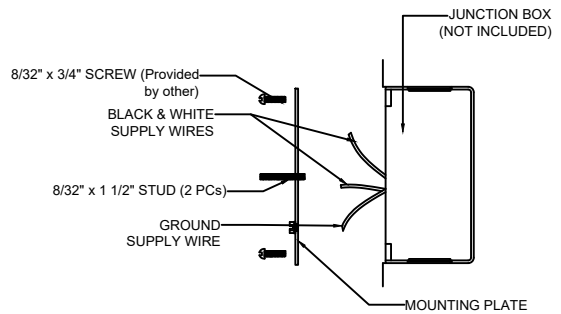 JUNCTION BOX
(NOT INCLUDED)
8/32" x 3/4" SCREW (Provided
by other)
BLACK & WHITE
SUPPLY WIRES
8/32" x 1 1/2" STUD (2 PCs)
GROUND
SUPPLY WIRE
MOUNTING PLATE